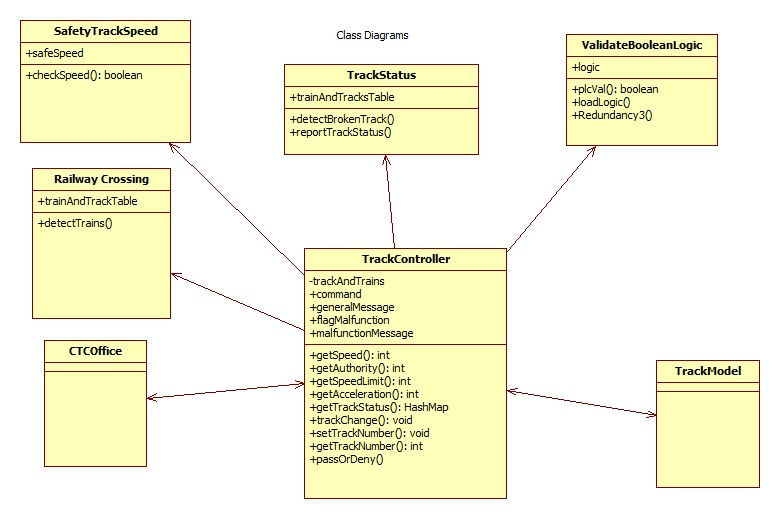 Class Diagrams
SafetyTrackSpeed
+safeSpeed
+checkSpeed(): boolean
TrackStatus
+trainAndTracksTable
+detectBrokenTrack()
+reportTrackStatus()
ValidateBooleanLogic
+logic
+plcVal(): boolean
+loadLogic()
+Redundancy3()
Railway Crossing
+trainAndTrackTable
+detectTrains()
TrackController
-trackAndTrains
+command
+generalMessage
+flagMalfunction
+malfunctionMessage
+getSpeed(): int
+getAuthority(): int
+getSpeedLimit(): int
+getAcceleration(): int
+getTrackStatus(): HashMap
+trackChange(): void
+setTrackNumber(): void
+getTrackNumber(): int
+passOrDeny()
CTCOffice
TrackModel